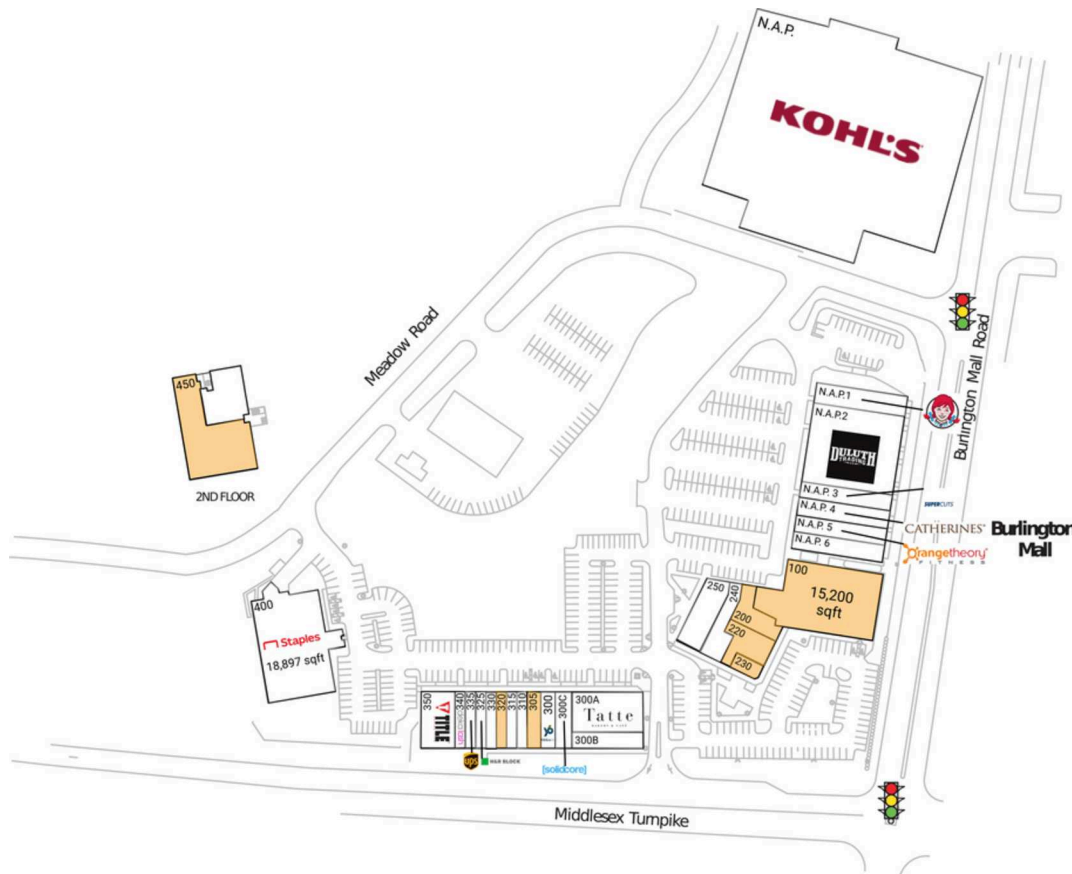 N.A.P.
KOHL'S
Meadow Road
Burlington Mall Road
N.A.P.1
N.A.P.2
DULUTH
TRADING
N.A.P. 3
N.A.P. 4
N.A.P. 5
N.A.P. 6
SUPERCUTS
CATHERINES
Orangetheory
FITNESS
Burlington
Mall
450
2ND FLOOR
100
15,200
sqft
250
240
200
220
230
400
Staples
18,897 sqft
350
TITLE
340
335
325
330
320
315
310
305
300
300C
300A
Tatte
300B
ups
H&R BLOCK
[solidcore]
Middlesex Turnpike